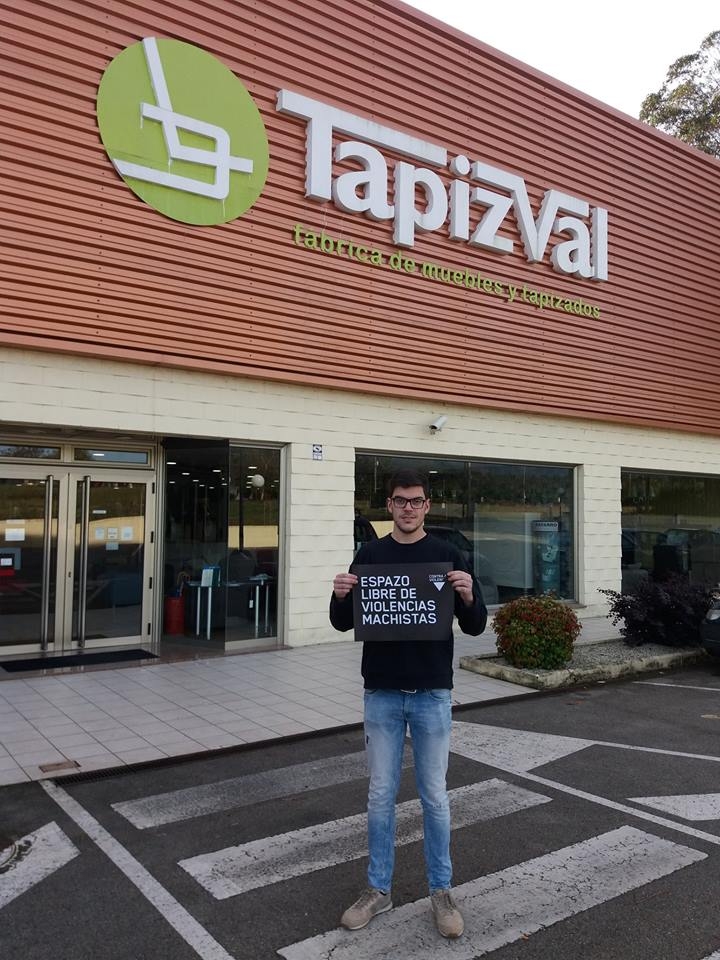 TapizVal
fabrica de muebles y tapizados
ESPAZO
LIBRE DE
VIOLENCIAS
MACHISTAS